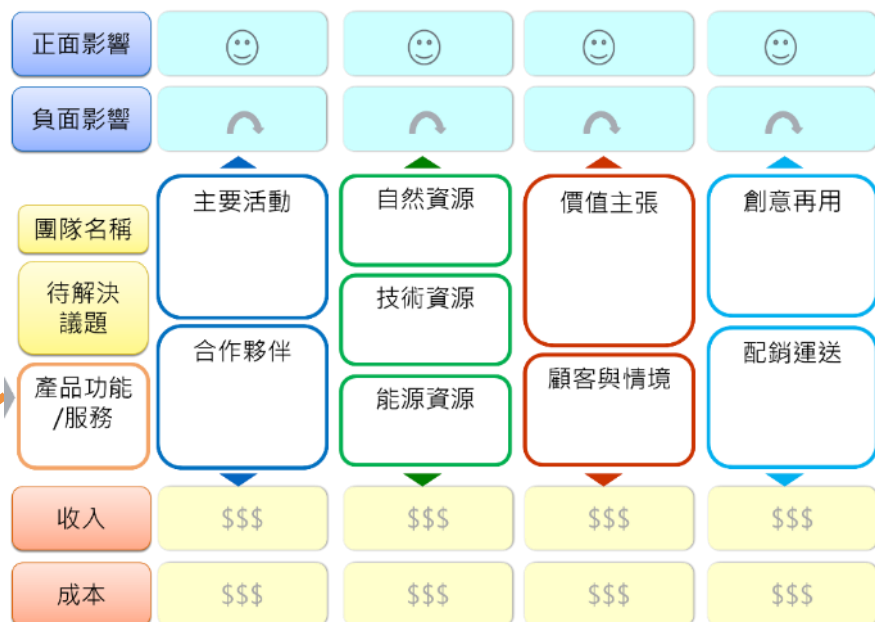 正面影響
負面影響
團隊名稱
待解決
議題
產品功能
/服務
主要活動
合作夥伴
自然資源
技術資源
能源資源
價值主張
顧客與情境
創意再用
配銷運送
收入
$$$
$$$
$$$
$$$
成本
$$$
$$$
$$$
$$$